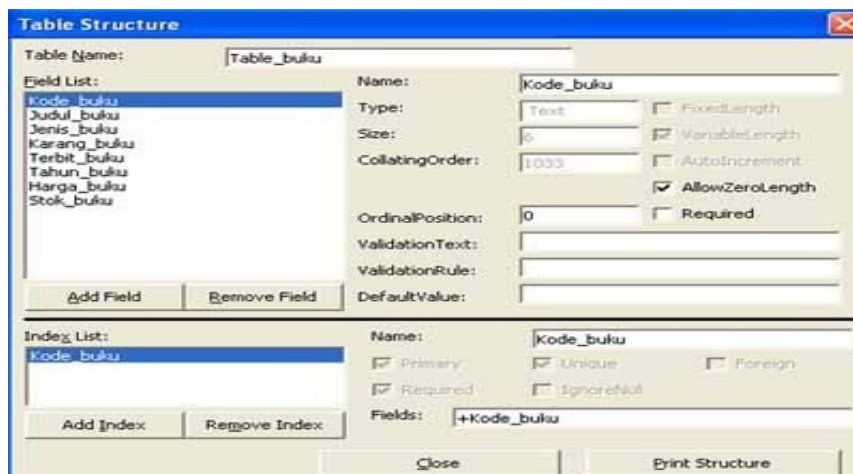 Table Structure
Table Name: Table_buku
Field List:
Kode_buku
Judul_buku
Jenis_buku
Karang_buku
Terbit_buku
Tahun_buku
Harga_buku
Stok_buku
Add Field Remove Field
Name: Kode_buku
Type: Text FixedLength
Size: 6 VariableLength
CollatingOrder: 1033 AutoIncrement
AllowZeroLength
OrdinalPosition: 0 Required
ValidationText:
ValidationRule:
DefaultValue:
Index List:
Kode_buku
Add Index Remove Index
Name: Kode_buku
Primary Unique Foreign
Required IgnoreNull
Fields: +Kode_buku
Close Print Structure